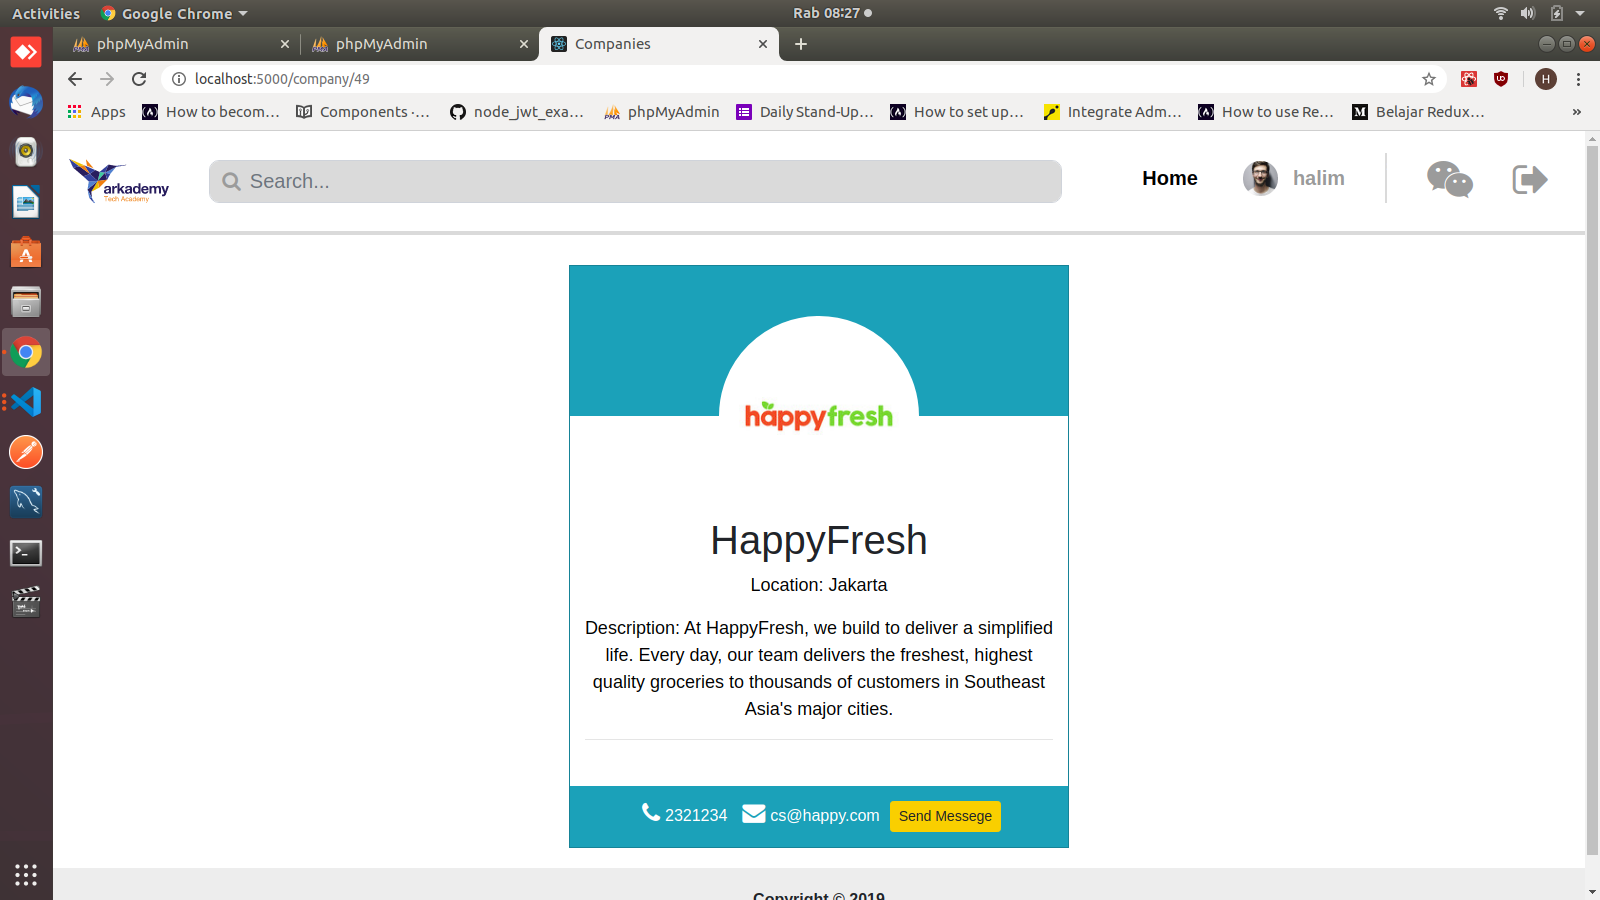 Activities
Google Chrome
Rab 08:27
phpMyAdmin
phpMyAdmin
Companies
localhost:5000/company/49
H
Apps
How to becom...
Components ·...
node_jwt_exa...
phpMyAdmin
Daily Stand-Up...
How to set up...
Integrate Adm...
How to use Re...
Belajar Redux...
»
arkademy
Tech Academy
Search...
Home
halim
happyfresh
HappyFresh
Location: Jakarta
Description: At HappyFresh, we build to deliver a simplified
life. Every day, our team delivers the freshest, highest
quality groceries to thousands of customers in Southeast
Asia's major cities.
2321234
cs@happy.com
Send Messege
Copyright © 2019